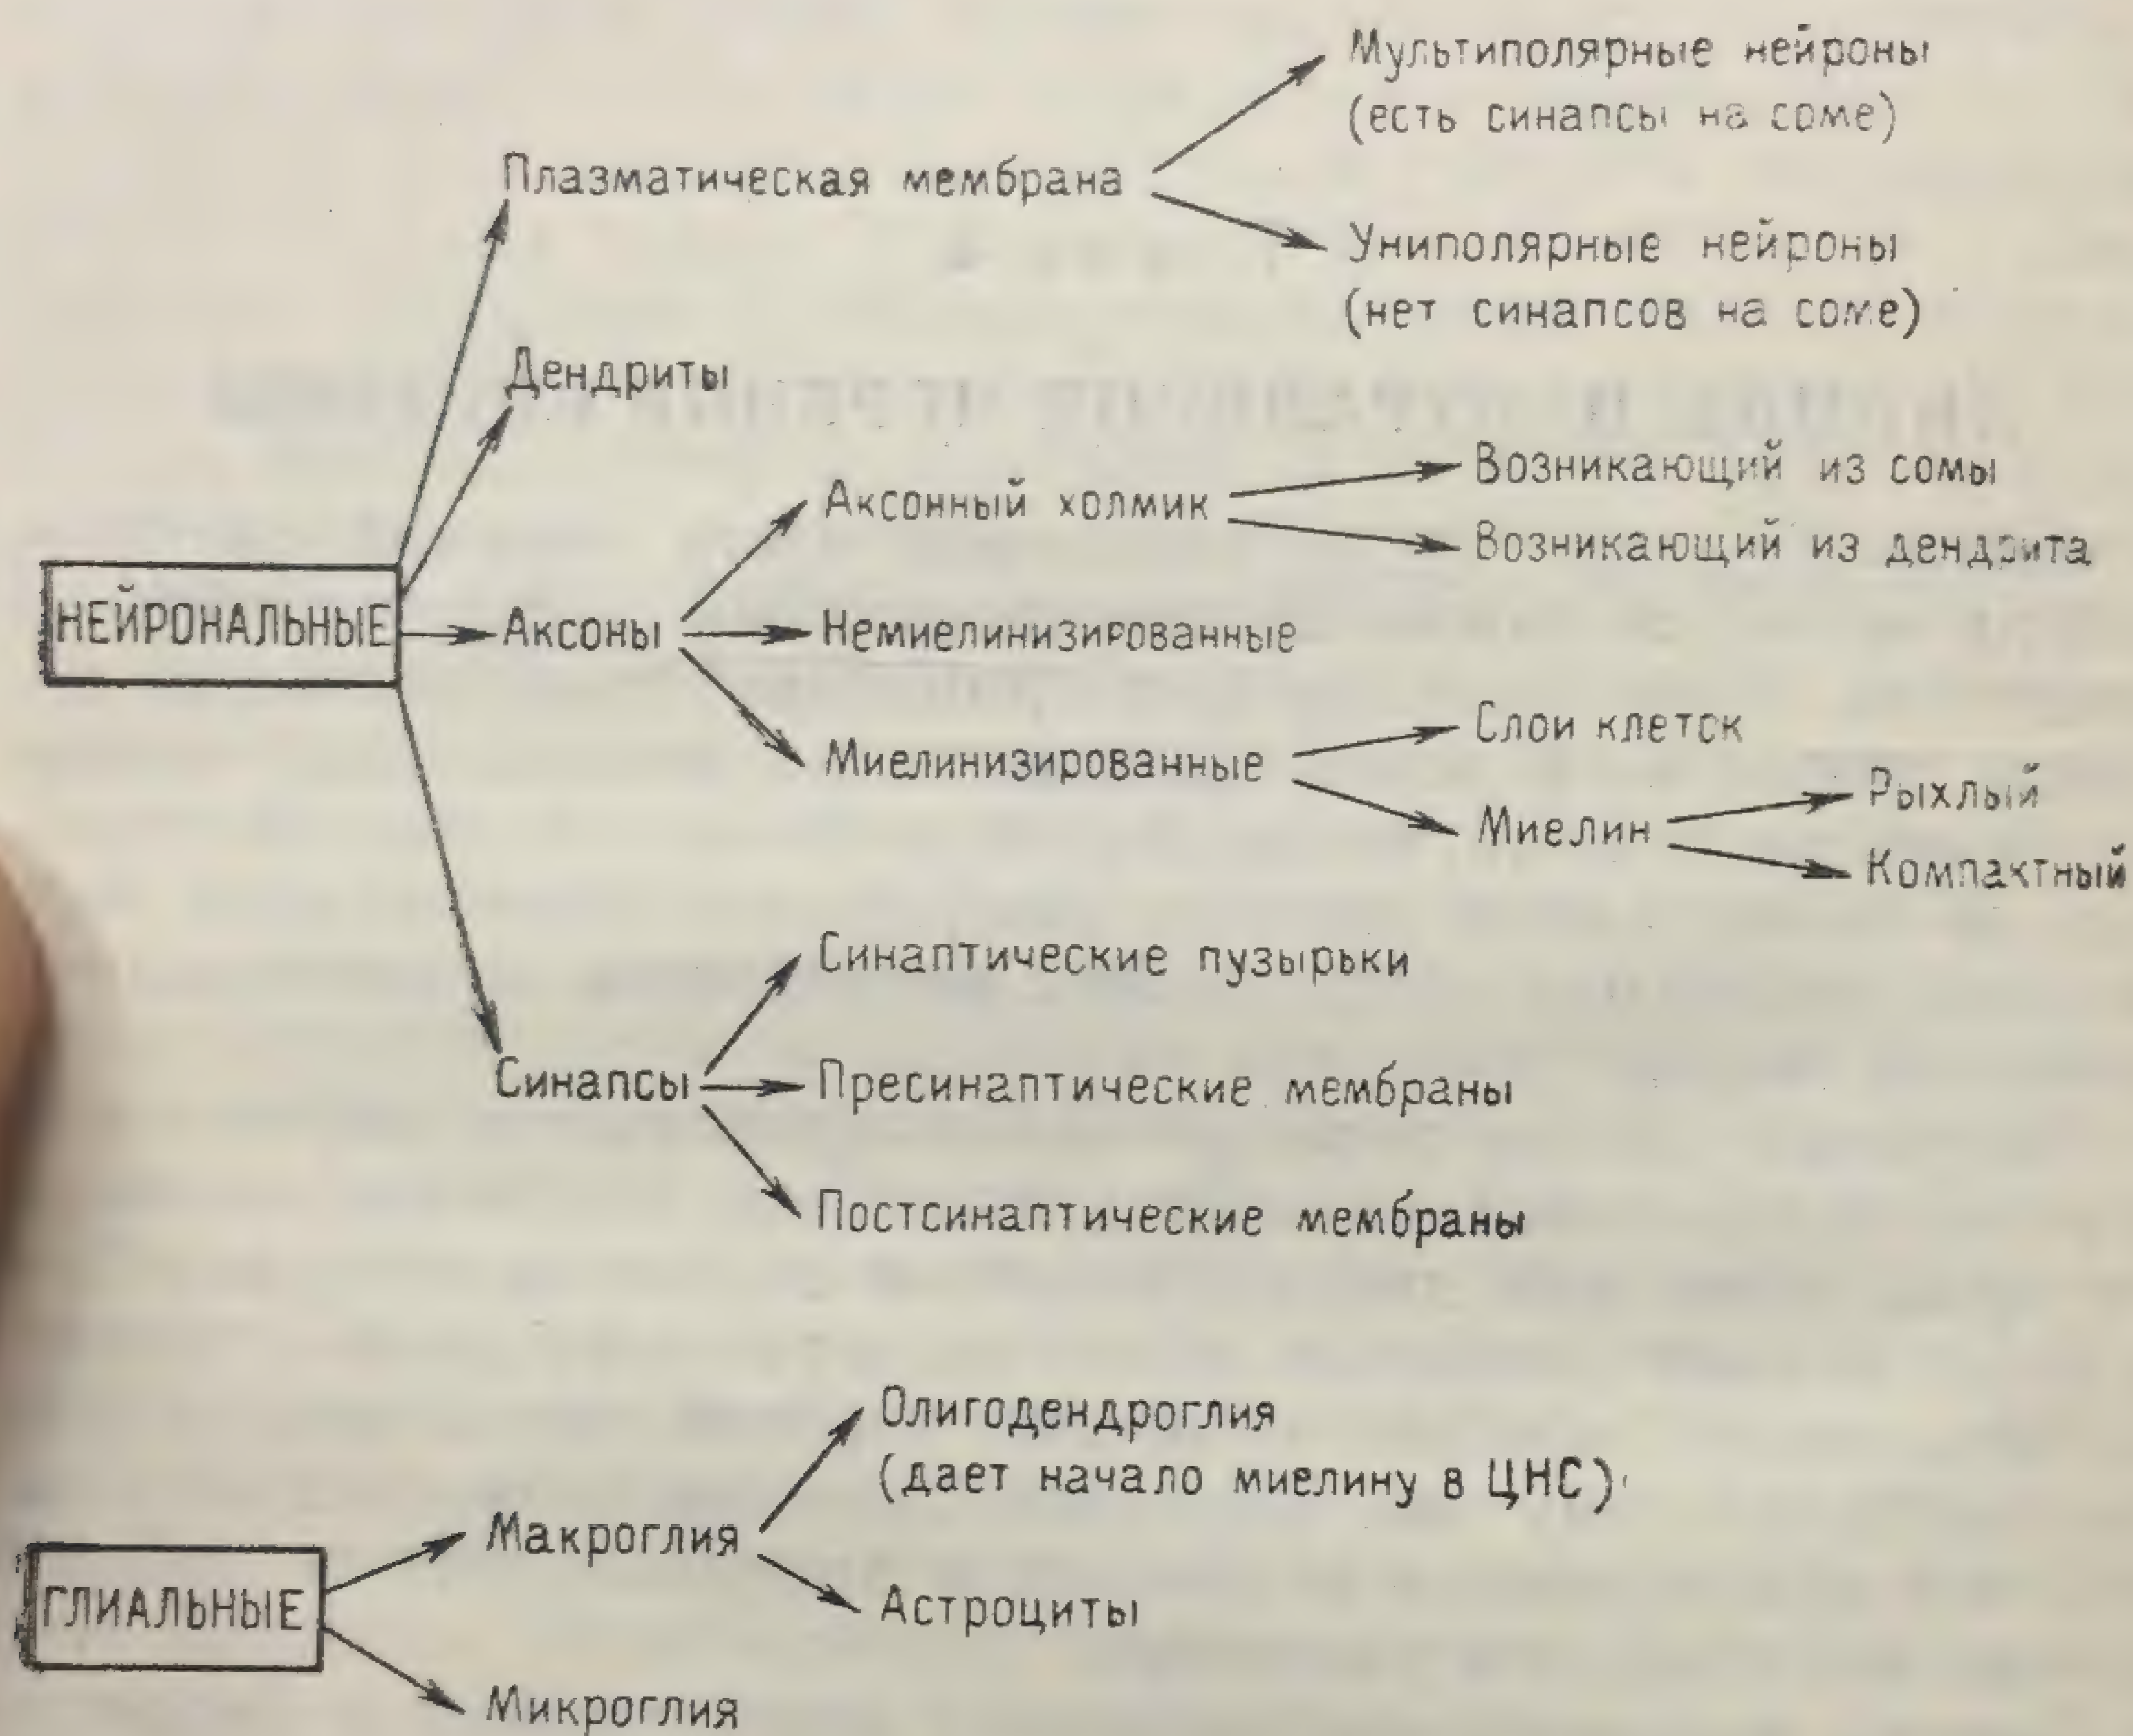 Мультиполярные нейроны
(есть синапсы на соме)
Плазматическая мембрана
Униполярные нейроны
(нет синапсов на соме)
Дендриты
Возникающий из сомы
Аксонный холмик
Возникающий из дендрита
НЕЙРОНАЛЬНЫЕ
Аксоны
Немиелинизированные
Слои клеток
Миелинизированные
Рыхлый
Миелин
Компактный
Синаптические пузырьки
Синапсы
Пресинаптические мембраны
Постсинаптические мембраны
Олигодендроглия
(дает начало миелину в ЦНС)
Макроглия
ГЛИАЛЬНЫЕ
Астроциты
Микроглия